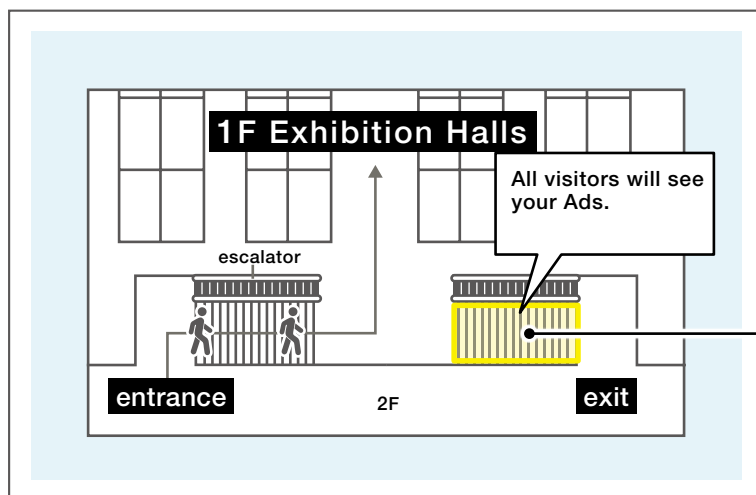 1F Exhibition Halls
All visitors will see
your Ads.
escalator
entrance
2F
exit